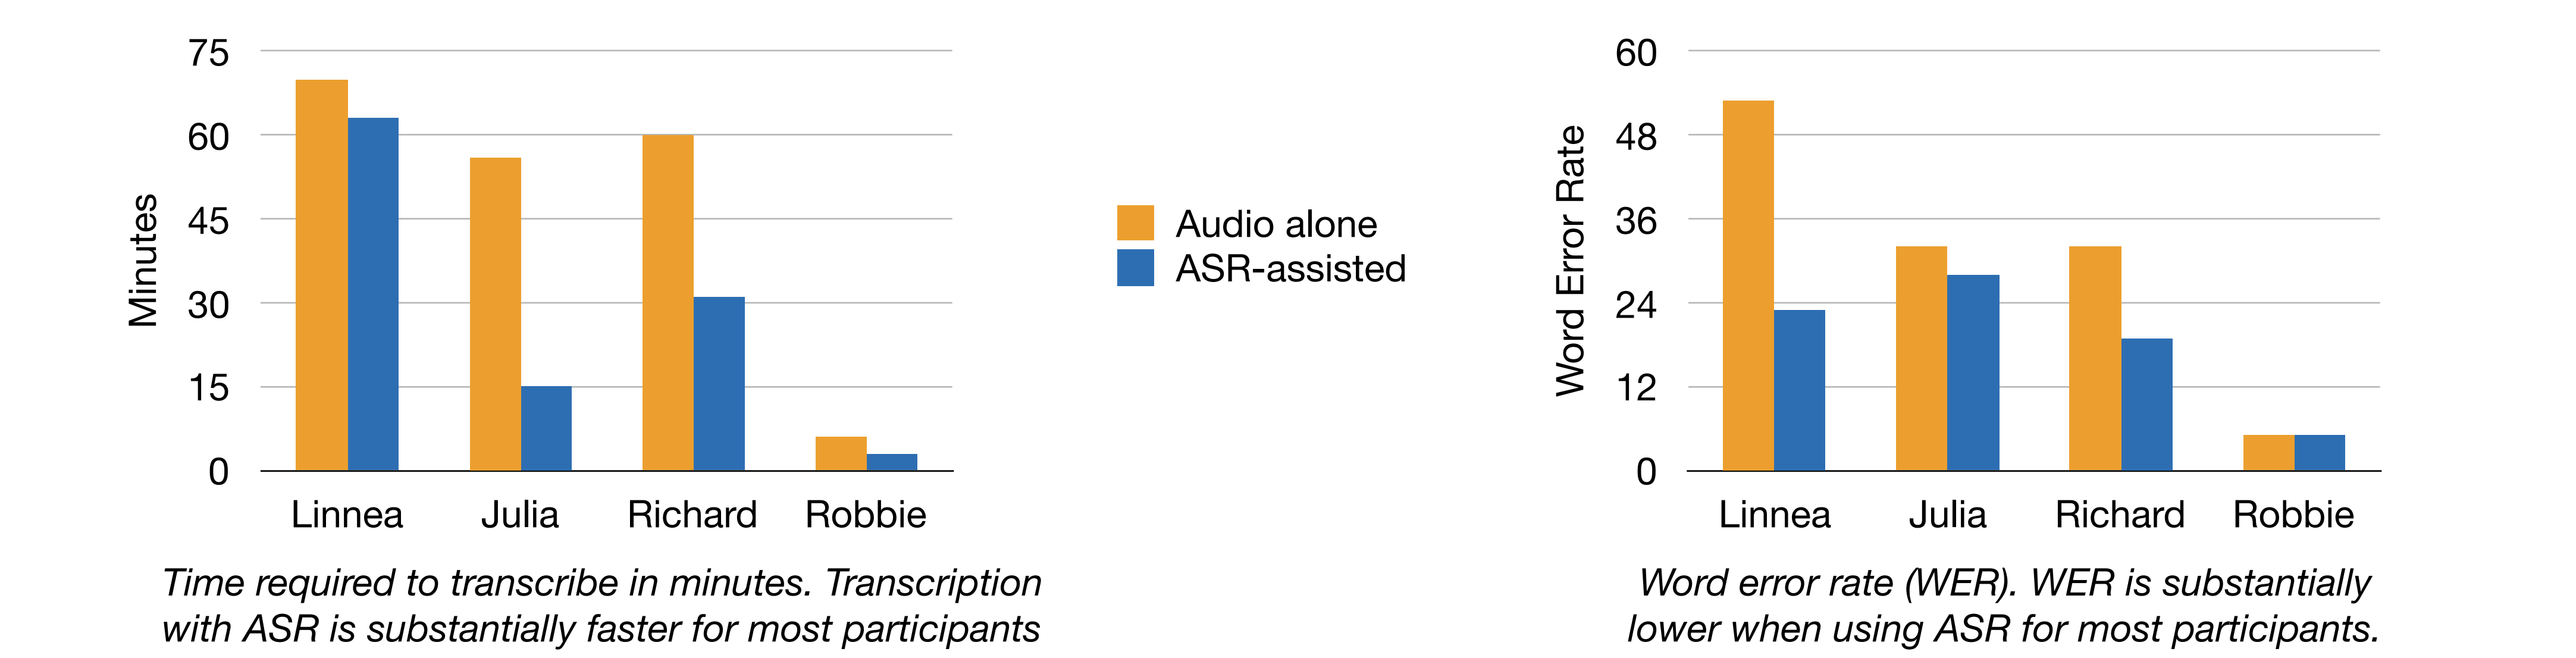 75
60
45
30
15
0
Minutes
Linnea Julia Richard Robbie
Time required to transcribe in minutes. Transcription
with ASR is substantially faster for most participants
Audio alone
ASR-assisted
60
48
36
24
12
0
Word Error Rate
Linnea Julia Richard Robbie
Word error rate (WER). WER is substantially
lower when using ASR for most participants.